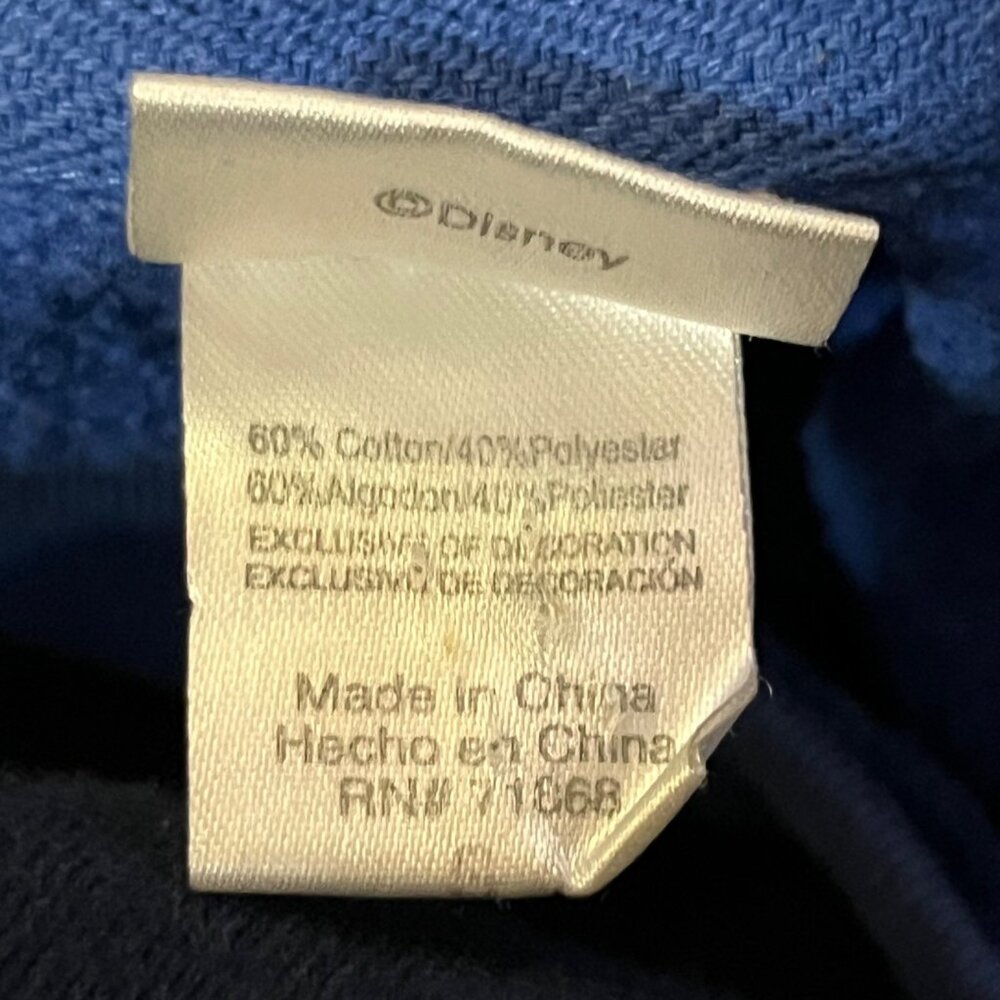 ©Disney
60% Cotton/40%Polyester
60%Algodon/40%Poliester
EXCLUSIVE OF DECORATION
EXCLUSIVO DE DECORACIÓN
Made in China
Hecho en China
RN# 71868